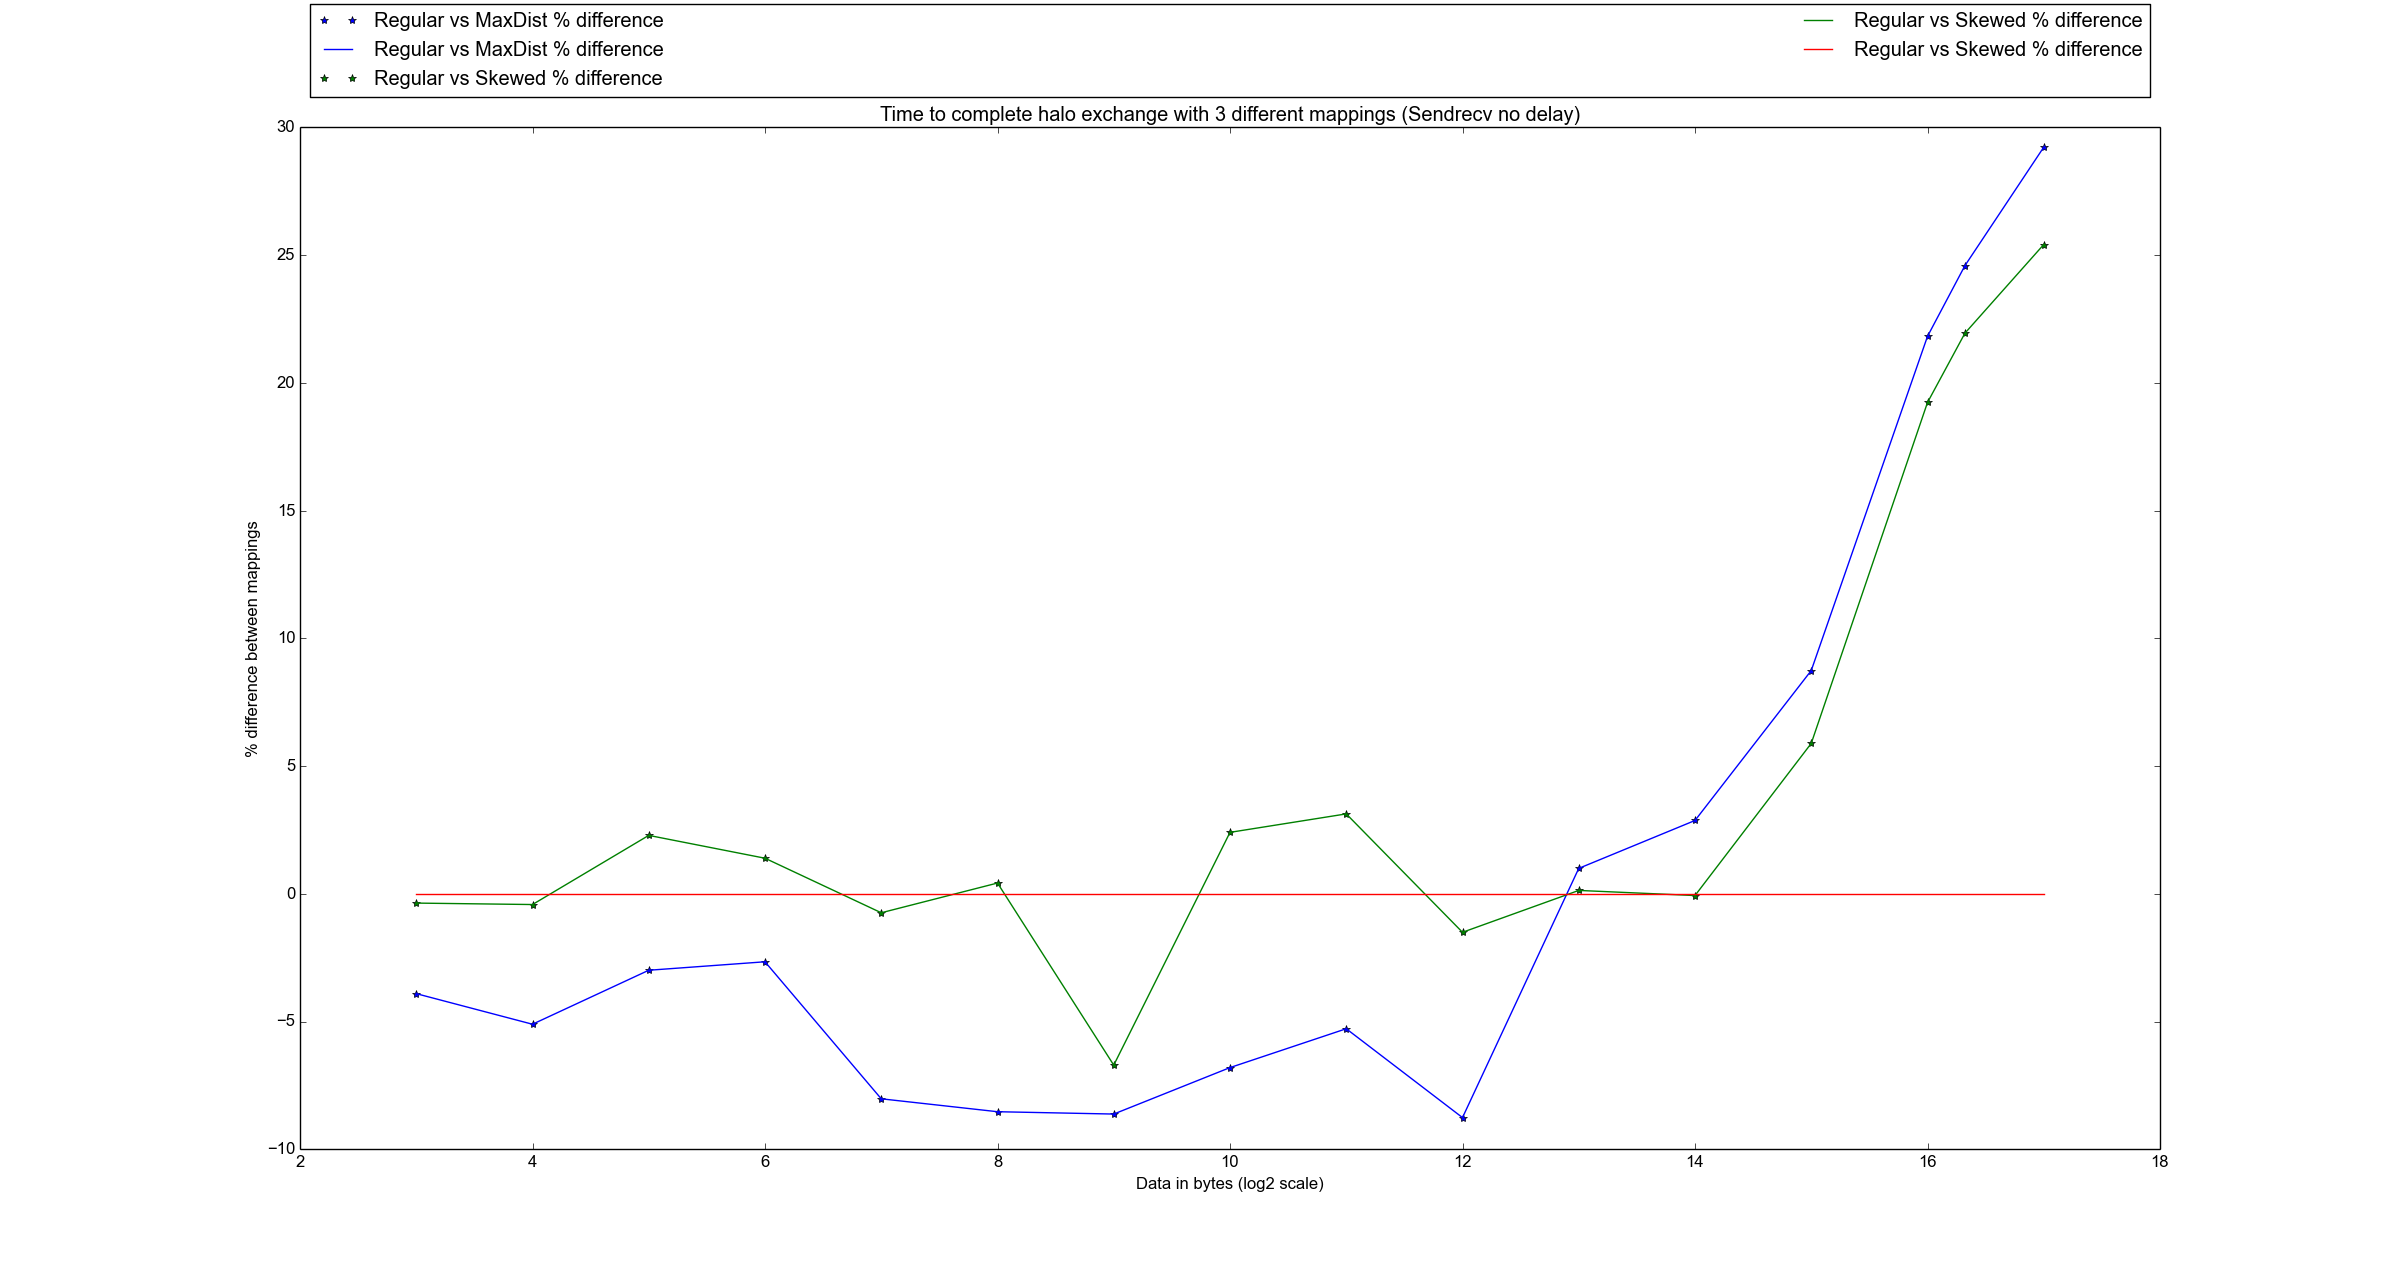 Regular vs MaxDist % difference
Regular vs MaxDist % difference
Regular vs Skewed % difference
Regular vs Skewed % difference
Regular vs Skewed % difference
Time to complete halo exchange with 3 different mappings (Sendrecv no delay)
30
25
20
15
10
5
0
−5
−10
% difference between mappings
2 4 6 8 10 12 14 16 18
Data in bytes (log2 scale)